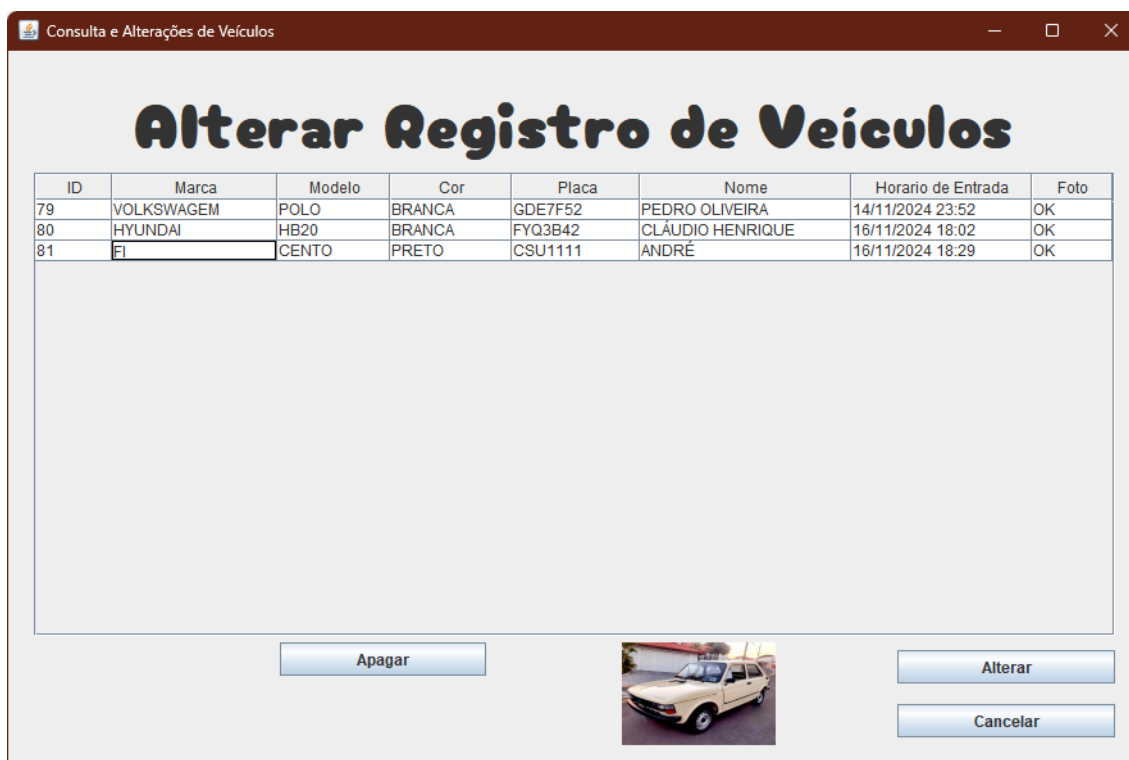 Consulta e Alterações de Veículos
Alterar Registro de Veículos
ID Marca Modelo Cor Placa Nome Horario de Entrada Foto
79 VOLKSWAGEM POLO BRANCA GDE7F52 PEDRO OLIVEIRA 14/11/2024 23:52 OK
80 HYUNDAI HB20 BRANCA FYQ3B42 CLÁUDIO HENRIQUE 16/11/2024 18:02 OK
81 FI CENTO PRETO CSU1111 ANDRÉ 16/11/2024 18:29 OK
Apagar
Alterar
Cancelar